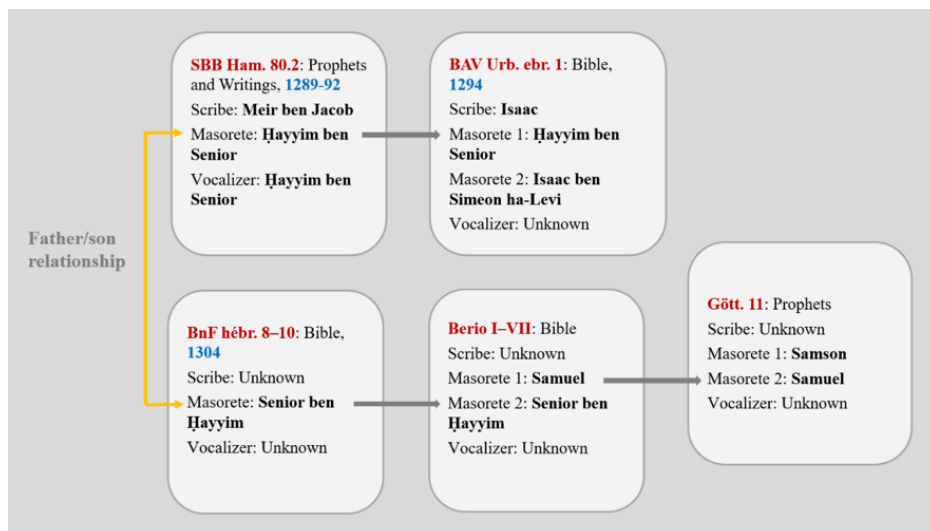 SBB Ham. 80.2: Prophets
and Writings, 1289-92
Scribe: Meir ben Jacob
Masorete: Ḥayyim ben
Senior
Vocalizer: Ḥayyim ben
Senior
BAV Urb. ebr. 1: Bible,
1294
Scribe: Isaac
Masorete 1: Ḥayyim ben
Senior
Masorete 2: Isaac ben
Simeon ha-Levi
Vocalizer: Unknown
Father/son
relationship
BnF hébr. 8–10: Bible,
1304
Scribe: Unknown
Masorete: Senior ben
Ḥayyim
Vocalizer: Unknown
Berio I–VII: Bible
Scribe: Unknown
Masorete 1: Samuel
Masorete 2: Senior ben
Ḥayyim
Vocalizer: Unknown
Gött. 11: Prophets
Scribe: Unknown
Masorete 1: Samson
Masorete 2: Samuel
Vocalizer: Unknown